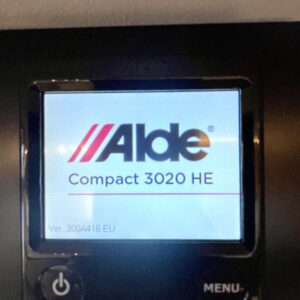 Alde®
Compact 3020 HE
Ver. 300A416 EU
MENU